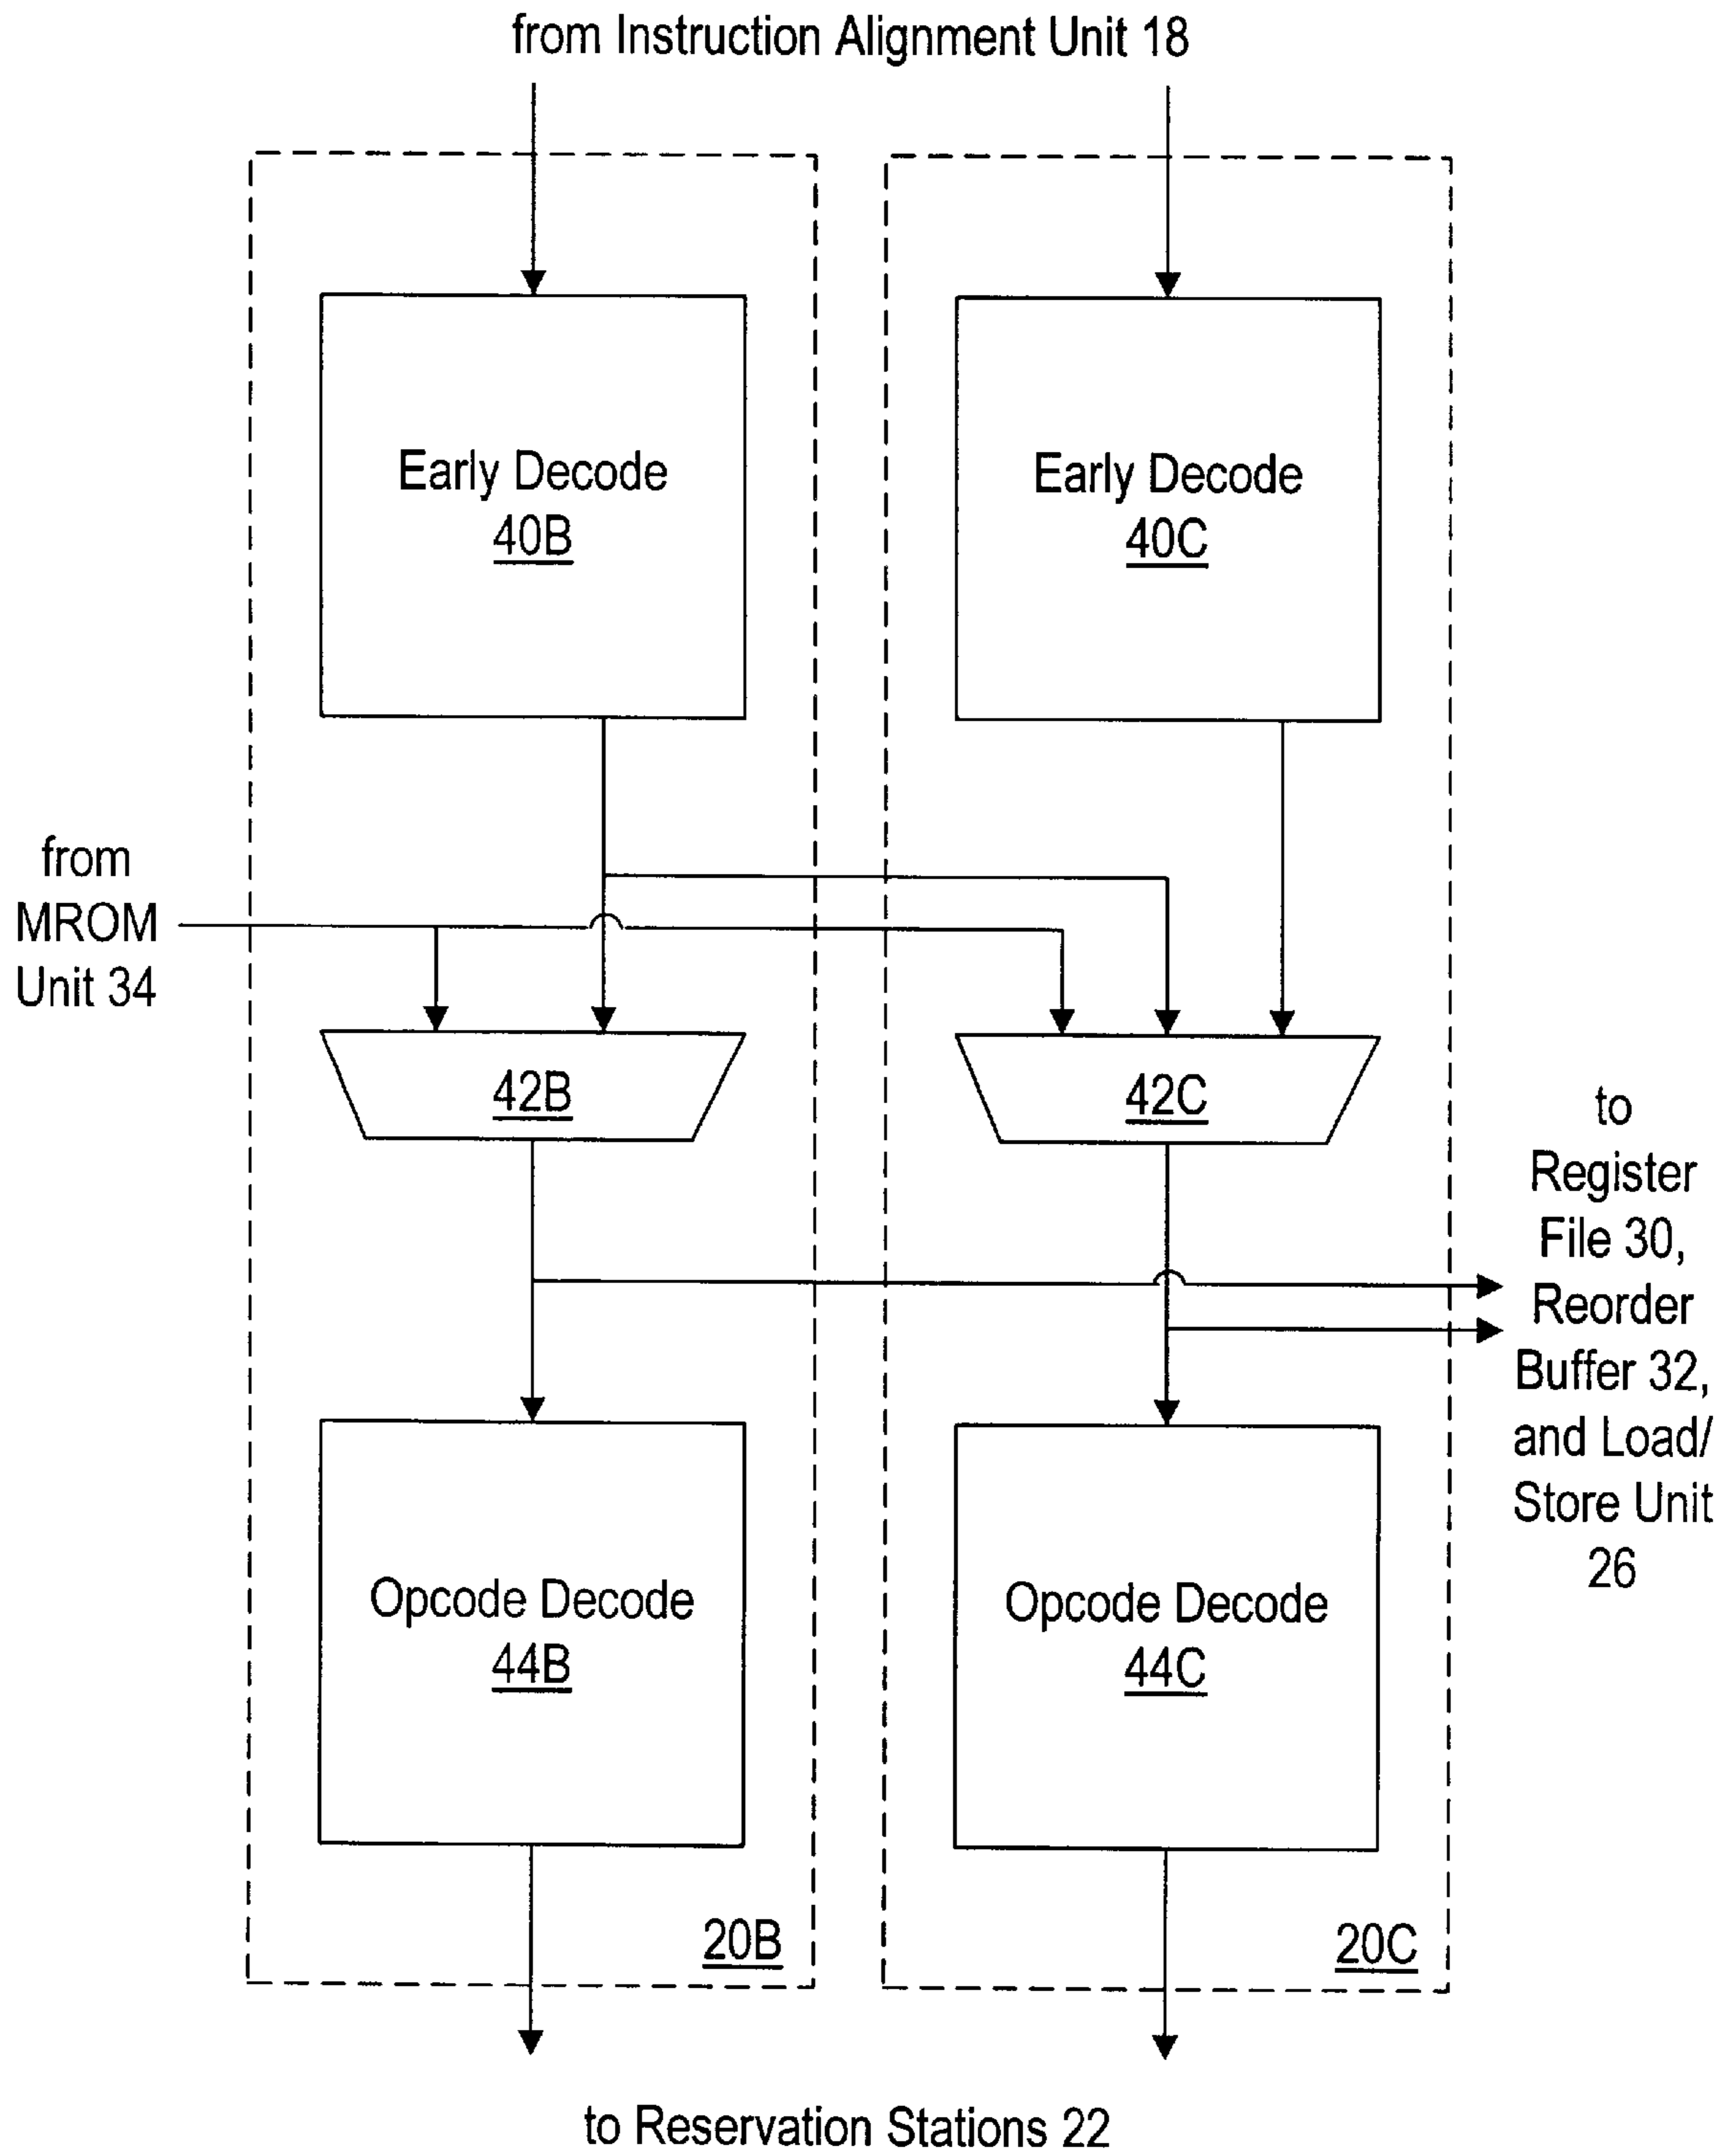 from Instruction Alignment Unit 18
Early Decode
40B
Early Decode
40C
from
MROM
Unit 34
42B
42C
to
Register
File 30,
Reorder
Buffer 32,
and Load/
Store Unit
26
Opcode Decode
44B
Opcode Decode
44C
20B
20C
to Reservation Stations 22